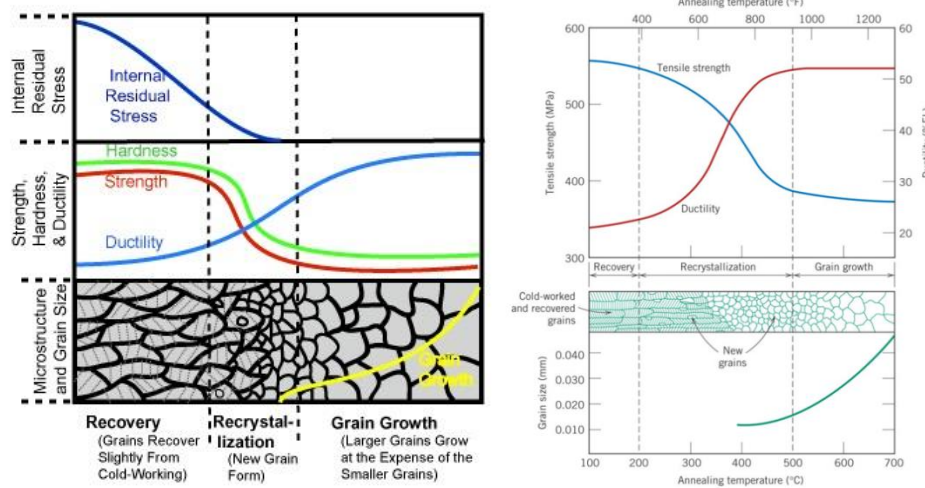 Internal
Residual
Stress
Internal
Residual
Stress
Strength,
Hardness,
& Ductility
Hardness
Strength
Ductility
Microstructure
and Grain Size
Grain
Growth
Recovery
(Grains Recover
Slightly From
Cold-Working)
Recrystal-
lization
(New Grain
Form)
Grain Growth
(Larger Grains Grow
at the Expense of the
Smaller Grains)
Annealing temperature (°F)
400 600 800 1000 1200
600
500
400
300
Tensile strength (MPa)
60
50
40
30
20
Tensile strength
Ductility
Recovery
Recrystallization
Grain growth
Cold-worked
and recovered
grains
New
grains
Grain size (mm)
0.040
0.030
0.020
0.010
100 200 300 400 500 600 700
Annealing temperature (°C)